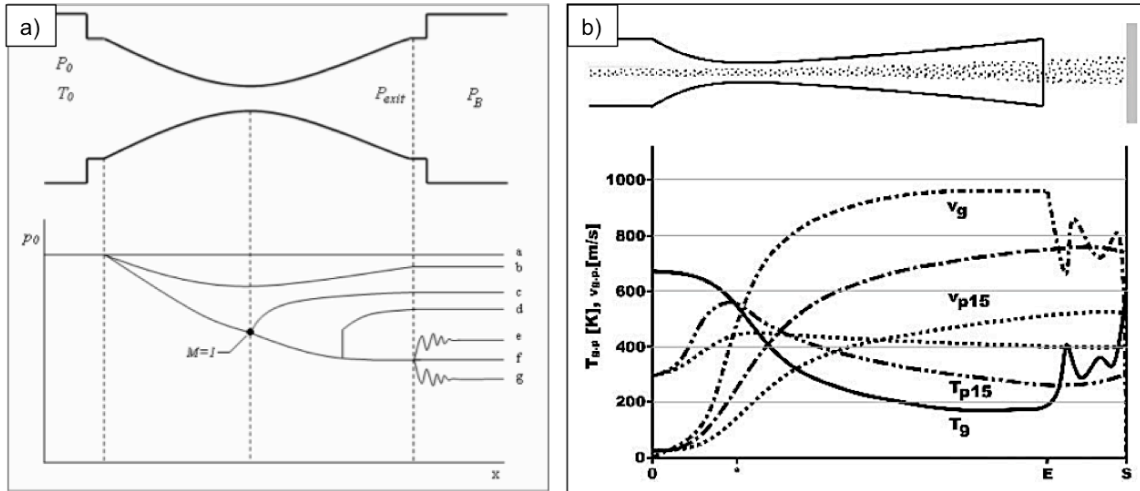 a)
P0
T0
Pexit
PB
p0
a
b
c
d
e
f
g
M=1
x
b)
Tg,p [K], vg,p, [m/s]
1000
800
600
400
200
0
vg
vp15
Tp15
Tg
0
*
E
S